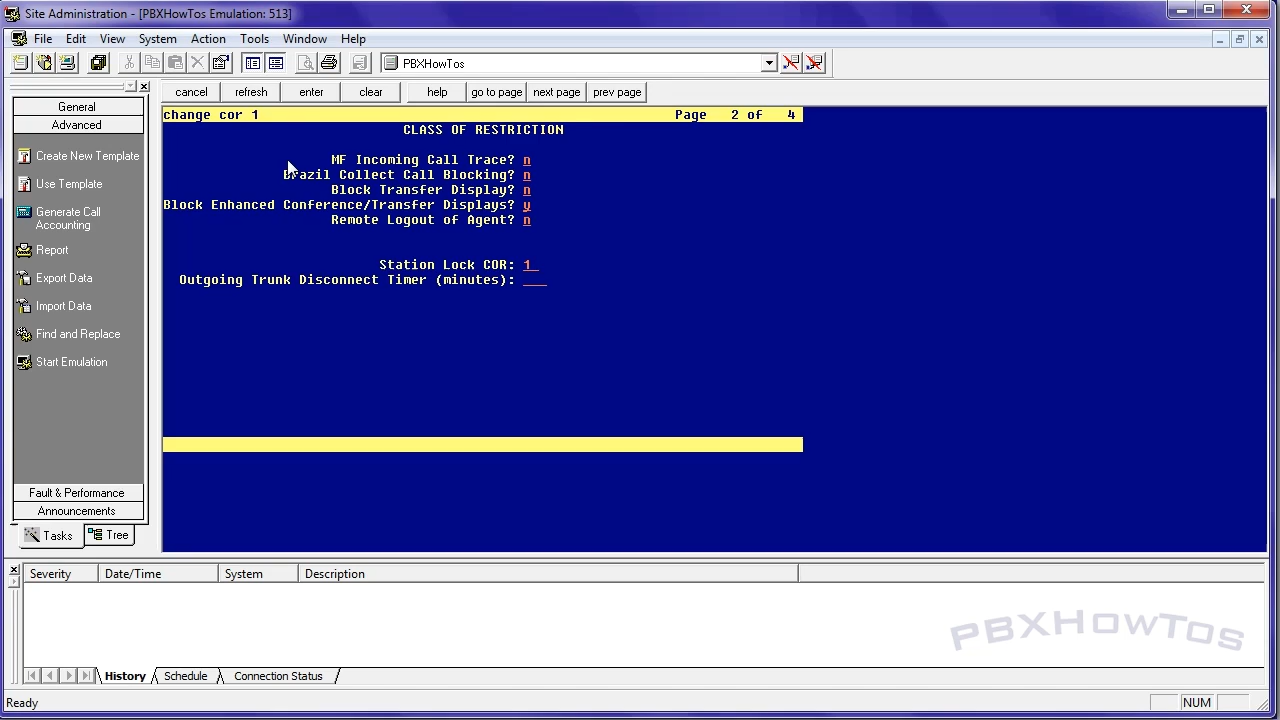 Site Administration - [PBXHowTos Emulation: 513]
File Edit View System Action Tools Window Help
PBXHowTos
cancel refresh enter clear help go to page next page prev page
General
Advanced
Create New Template
Use Template
Generate Call
Accounting
Report
Export Data
Import Data
Find and Replace
Start Emulation
Fault & Performance
Announcements
Tasks Tree
change cor 1 Page 2 of 4
CLASS OF RESTRICTION
MF Incoming Call Trace? n
Brazil Collect Call Blocking? n
Block Transfer Display? n
Block Enhanced Conference/Transfer Displays? y
Remote Logout of Agent? n
Station Lock COR: 1
Outgoing Trunk Disconnect Timer (minutes): ___
Severity Date/Time System Description
PBXHowTos
History Schedule Connection Status
Ready NUM